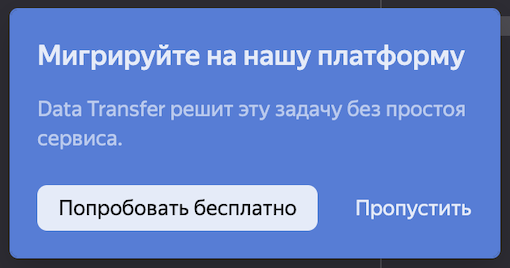 Мигрируйте на нашу платформу
Data Transfer решит эту задачу без простоя
сервиса.
Попробовать бесплатно
Пропустить